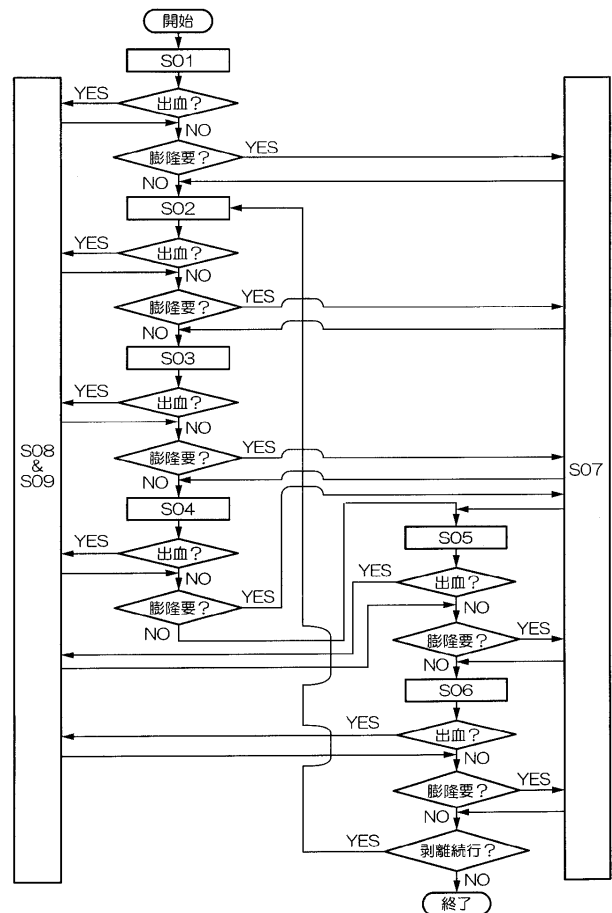 開始
S01
出血?
YES
NO
膨隆要?
YES
NO
S02
出血?
YES
NO
膨隆要?
YES
NO
S03
出血?
YES
NO
膨隆要?
YES
NO
S04
出血?
YES
NO
膨隆要?
YES
NO
S08
&
S09
S07
S05
出血?
YES
NO
膨隆要?
YES
NO
S06
出血?
YES
NO
膨隆要?
YES
NO
剥離続行?
YES
NO
終了